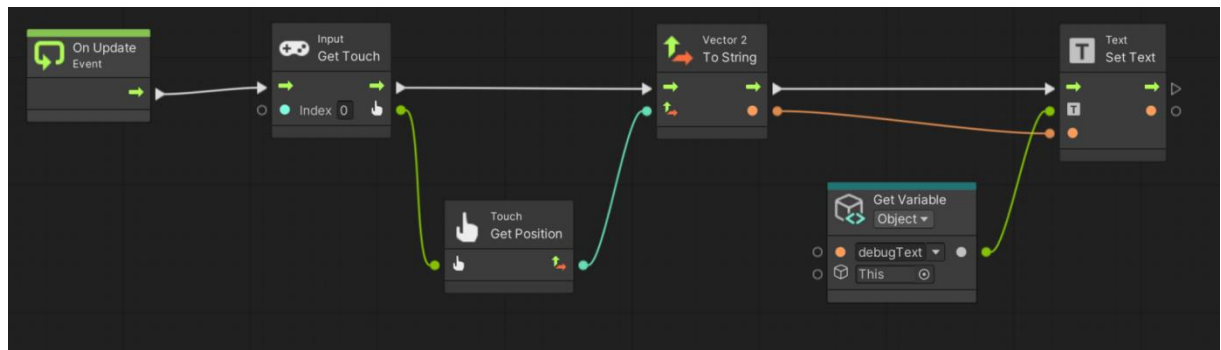 On Update
Event
Input
Get Touch
Index 0
Touch
Get Position
Vector 2
To String
Get Variable
Object
debugText
This
Text
T
Set Text
T